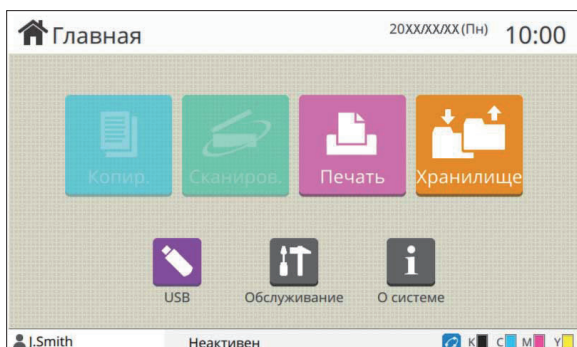 Главная 20XX/XX/XX (Пн) 10:00
Копир. Сканиров. Печать Хранилище
USB Обслуживание О системе
J.Smith Неактивен K C M Y